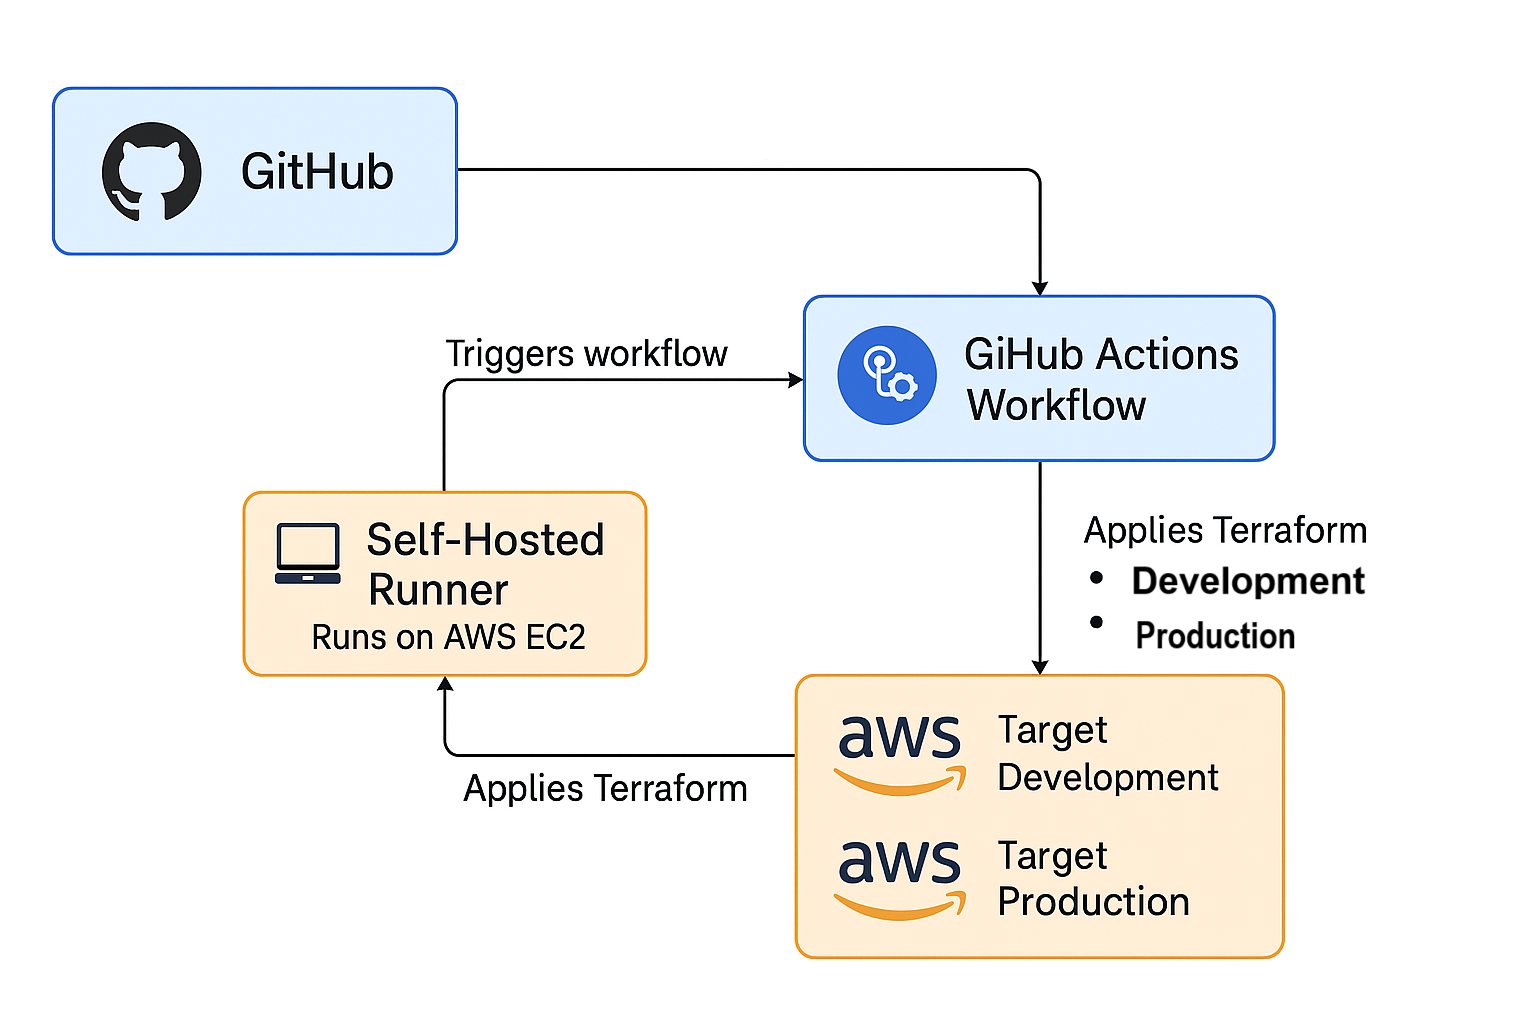 GitHub
Triggers workflow
GiHub Actions
Workflow
Self-Hosted
Runner
Runs on AWS EC2
Applies Terraform
• Development
• Production
Applies Terraform
aws
Target
Development
aws
Target
Production